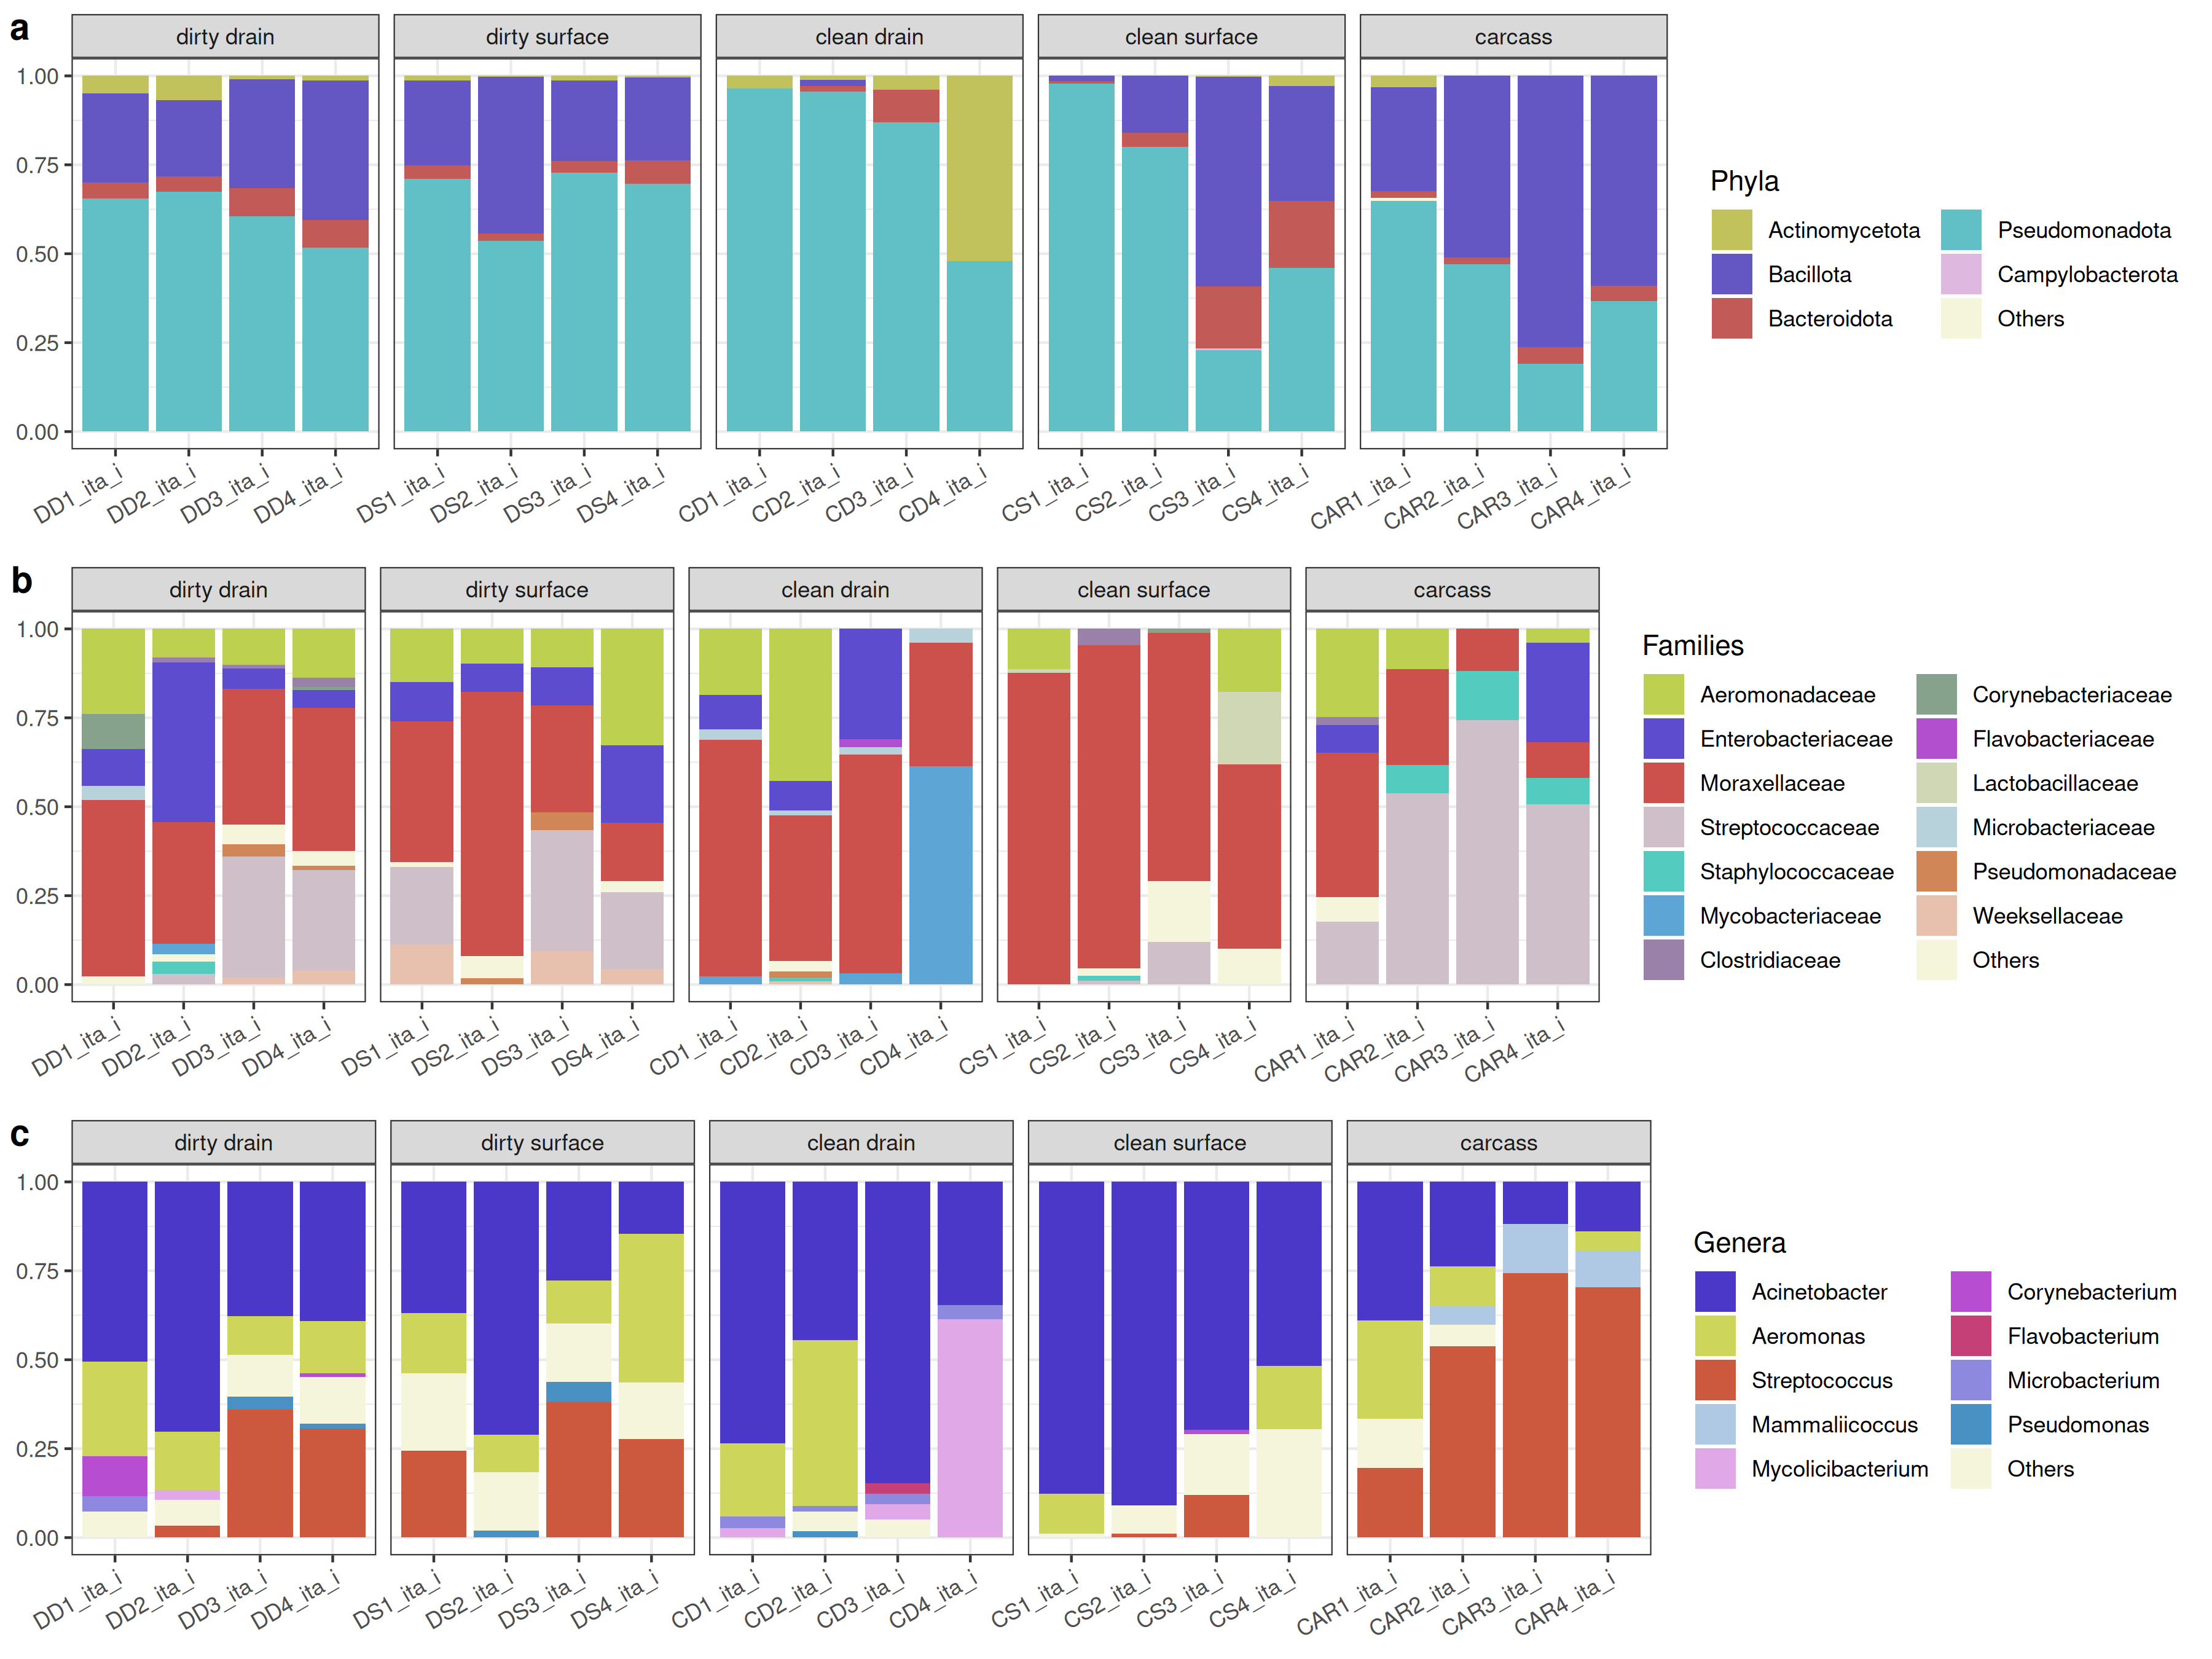 a
dirty drain dirty surface clean drain clean surface carcass
1.00
0.75
0.50
0.25
0.00
DD1_ita_i DD2_ita_i DD3_ita_i DD4_ita_i DS1_ita_i DS2_ita_i DS3_ita_i DS4_ita_i CD1_ita_i CD2_ita_i CD3_ita_i CD4_ita_i CS1_ita_i CS2_ita_i CS3_ita_i CS4_ita_i CAR1_ita_i CAR2_ita_i CAR3_ita_i CAR4_ita_i
Phyla
Actinomycetota Pseudomonadota
Bacillota Campylobacterota
Bacteroidota Others
b
dirty drain dirty surface clean drain clean surface carcass
1.00
0.75
0.50
0.25
0.00
DD1_ita_i DD2_ita_i DD3_ita_i DD4_ita_i DS1_ita_i DS2_ita_i DS3_ita_i DS4_ita_i CD1_ita_i CD2_ita_i CD3_ita_i CD4_ita_i CS1_ita_i CS2_ita_i CS3_ita_i CS4_ita_i CAR1_ita_i CAR2_ita_i CAR3_ita_i CAR4_ita_i
Families
Aeromonadaceae Corynebacteriaceae
Enterobacteriaceae Flavobacteriaceae
Moraxellaceae Lactobacillaceae
Streptococcaceae Microbacteriaceae
Staphylococcaceae Pseudomonadaceae
Mycobacteriaceae Weeksellaceae
Clostridiaceae Others
c
dirty drain dirty surface clean drain clean surface carcass
1.00
0.75
0.50
0.25
0.00
DD1_ita_i DD2_ita_i DD3_ita_i DD4_ita_i DS1_ita_i DS2_ita_i DS3_ita_i DS4_ita_i CD1_ita_i CD2_ita_i CD3_ita_i CD4_ita_i CS1_ita_i CS2_ita_i CS3_ita_i CS4_ita_i CAR1_ita_i CAR2_ita_i CAR3_ita_i CAR4_ita_i
Genera
Acinetobacter Corynebacterium
Aeromonas Flavobacterium
Streptococcus Microbacterium
Mammaliicoccus Pseudomonas
Mycolicibacterium Others